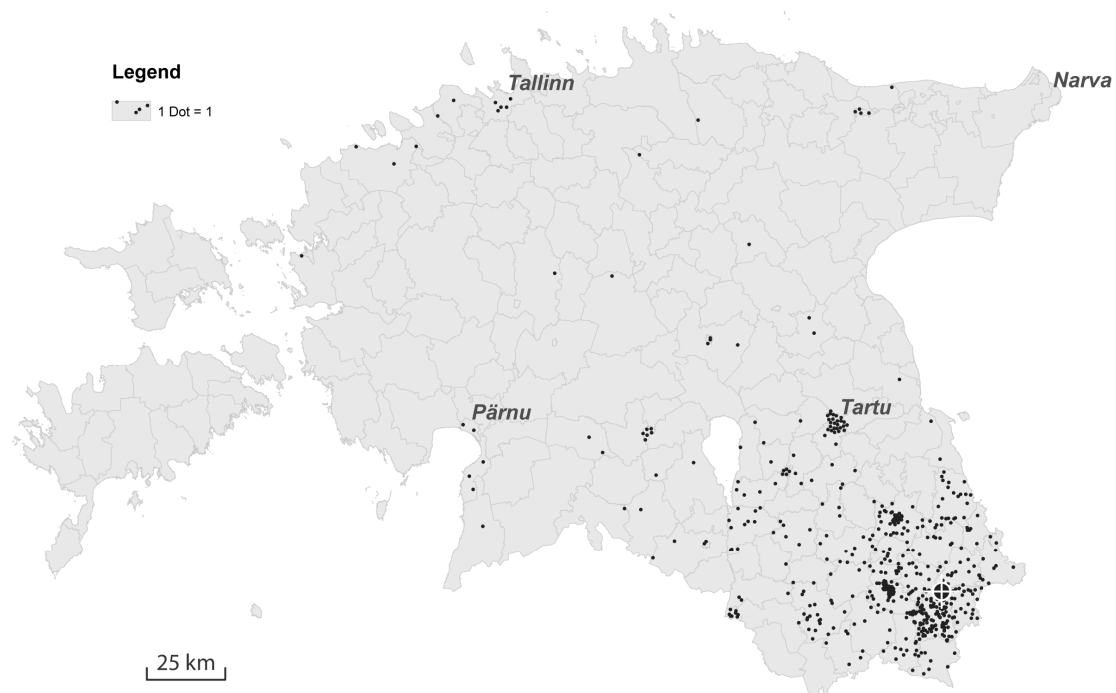 Legend
1 Dot = 1
Tallinn
Narva
Pärnu
Tartu
25 km